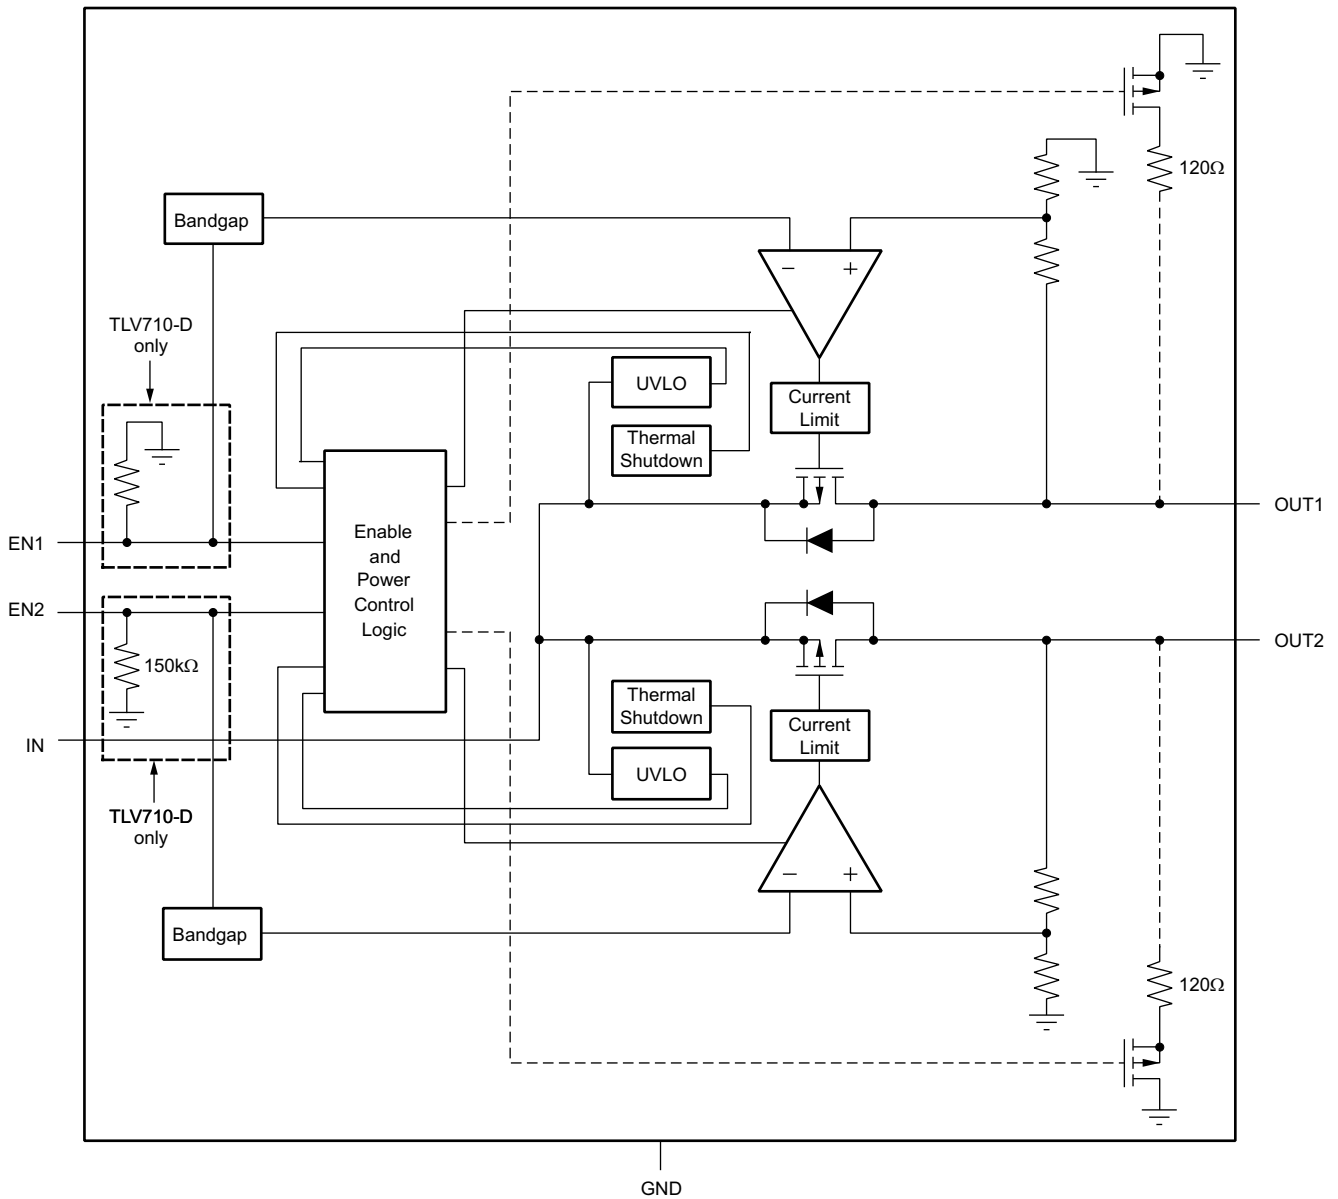 120Ω
Bandgap
−
+
TLV710-D
only
UVLO
Current
Limit
Thermal
Shutdown
Enable
and
Power
Control
Logic
OUT1
EN1
EN2
OUT2
150kΩ
Thermal
Shutdown
Current
Limit
IN
UVLO
TLV710-D
only
−
+
Bandgap
120Ω
GND